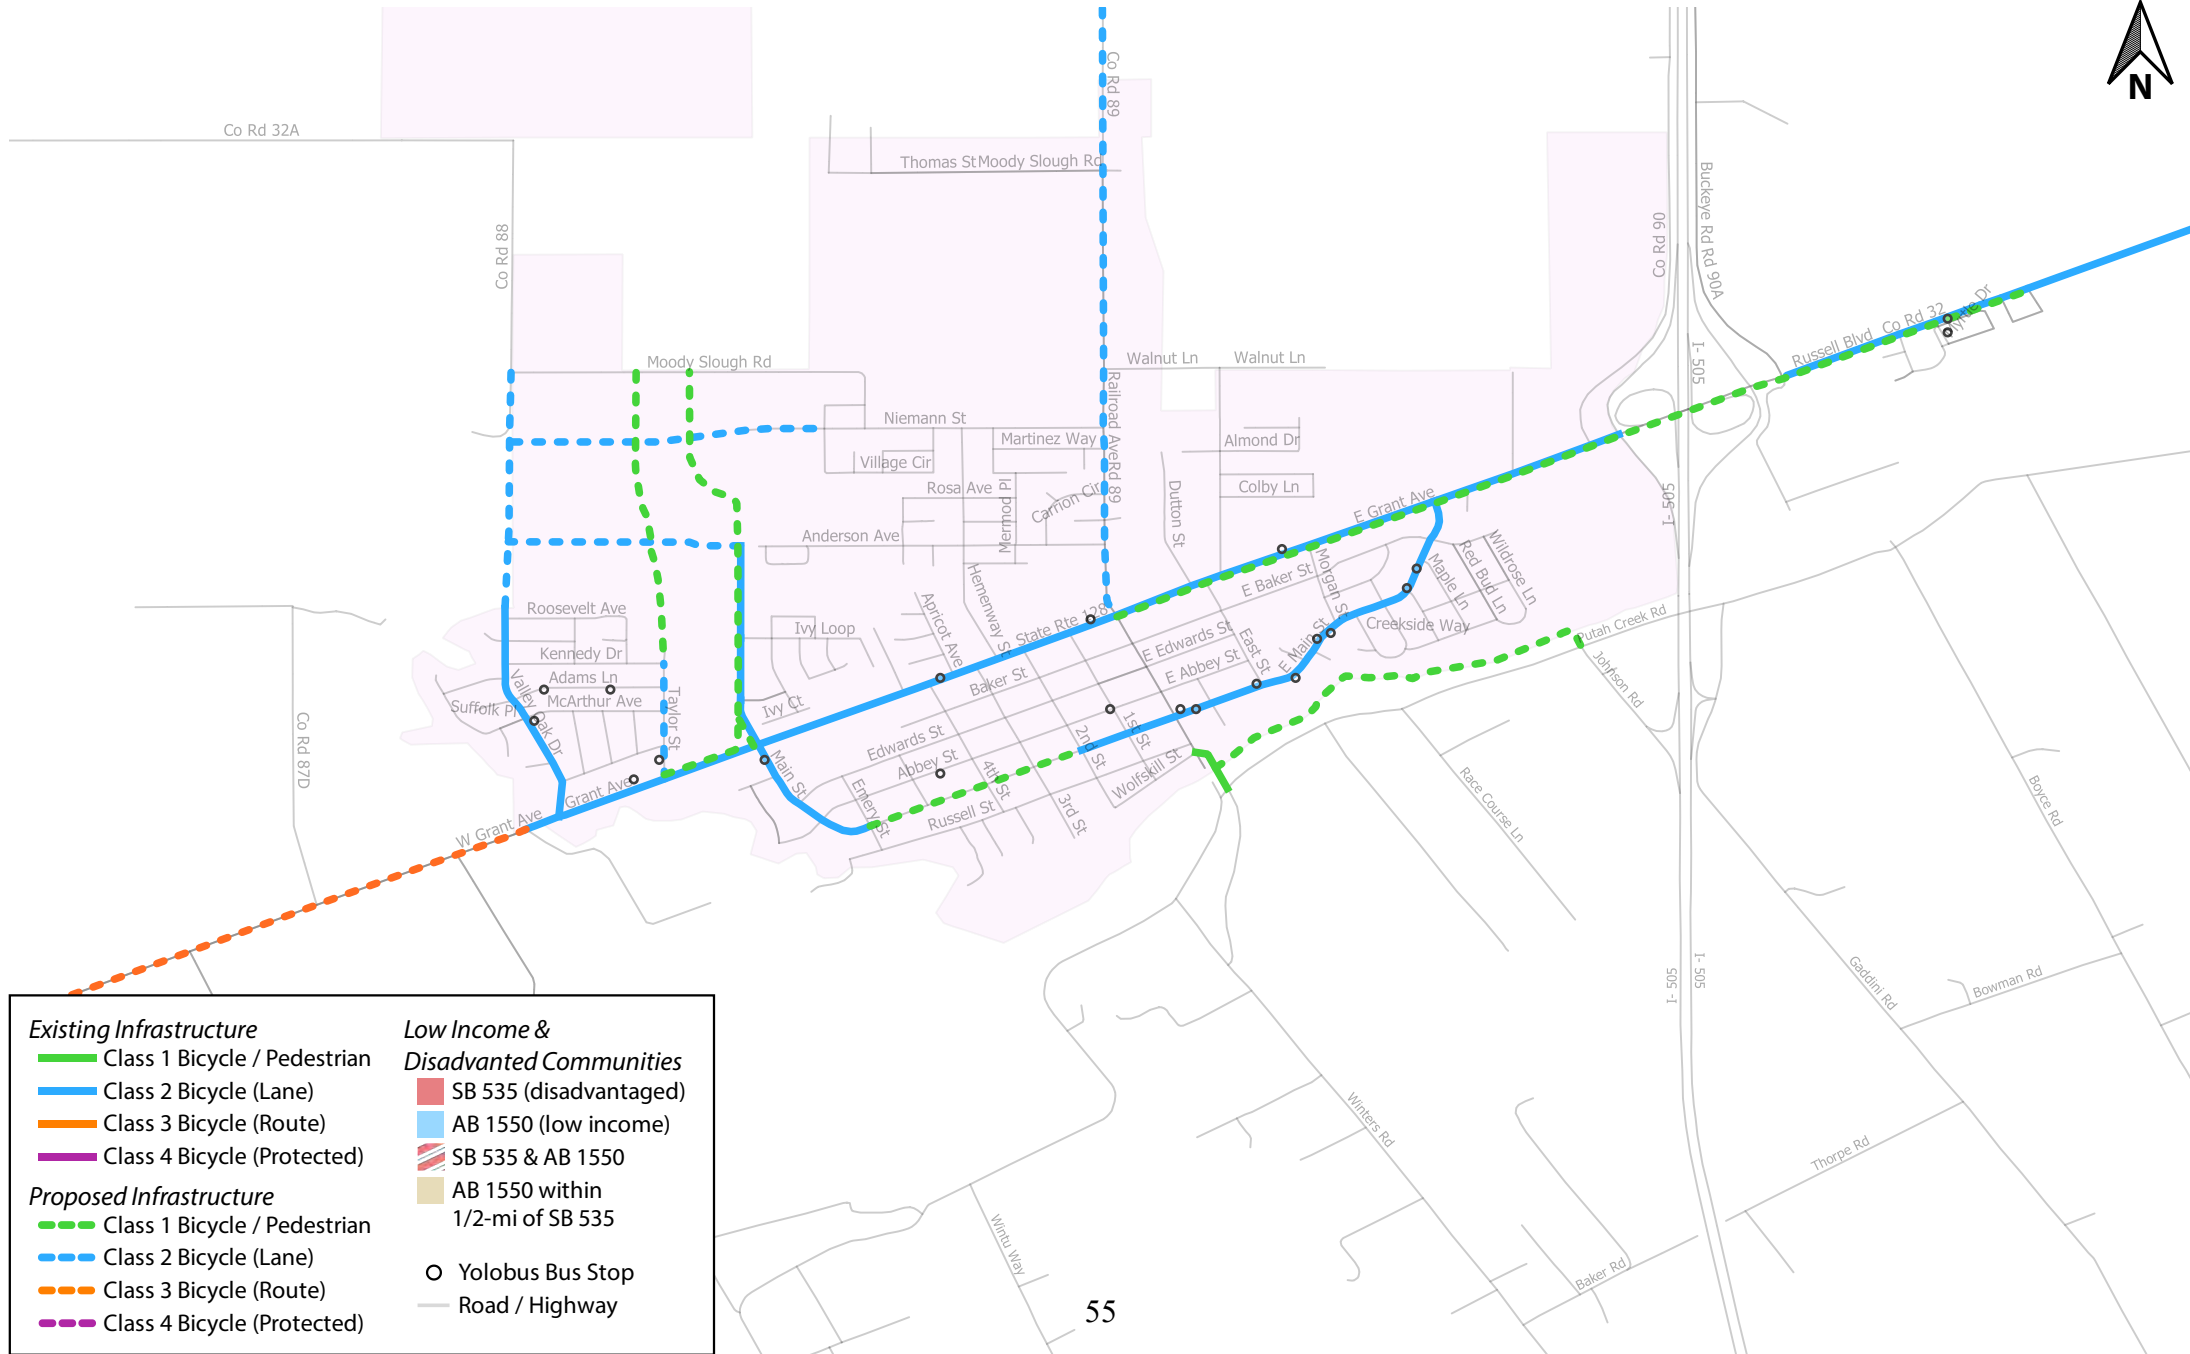 N
Co Rd 89
Co Rd 32A
Thomas St
Moody Slough Rd
Co Rd 88
Co Rd 90
Buckeye Rd
Rd 90A
Myrtle Dr
Co Rd 32
Russell Blvd
I- 505
Moody Slough Rd
Walnut Ln
Walnut Ln
Railroad Ave
Rd 89
Niemann St
Martinez Way
Almond Dr
Village Cir
Rosa Ave
Mermod Pl
Carrion Cir
Colby Ln
Dutton St
E Grant Ave
I- 505
Anderson Ave
Hemenway St
Apricot Ave
State Rte 128
E Baker St
Morgan St
Maple Ln
Red Bud Ln
Wildrose Ln
Roosevelt Ave
Ivy Loop
Creekside Way
Putah Creek Rd
Kennedy Dr
E Edwards St
East St
E Main St
Johnson Rd
Adams Ln
Valley Oak Dr
McArthur Ave
Suffolk Pl
Taylor St
Ivy Ct
Baker St
E Abbey St
Co Rd 87D
Edwards St
Abbey St
1st St
2nd St
Main St
4th St
3rd St
Wolfskill St
Grant Ave
Emery St
Russell St
W Grant Ave
Race Course Ln
Boyce Rd
I- 505
I- 505
Gaddini Rd
Bowman Rd
Winters Rd
Thorpe Rd
Wintu Way
Baker Rd
Existing Infrastructure
Class 1 Bicycle / Pedestrian
Class 2 Bicycle (Lane)
Class 3 Bicycle (Route)
Class 4 Bicycle (Protected)
Proposed Infrastructure
Class 1 Bicycle / Pedestrian
Class 2 Bicycle (Lane)
Class 3 Bicycle (Route)
Class 4 Bicycle (Protected)
Low Income &
Disadvanted Communities
SB 535 (disadvantaged)
AB 1550 (low income)
SB 535 & AB 1550
AB 1550 within
1/2-mi of SB 535
Yolobus Bus Stop
Road / Highway
55